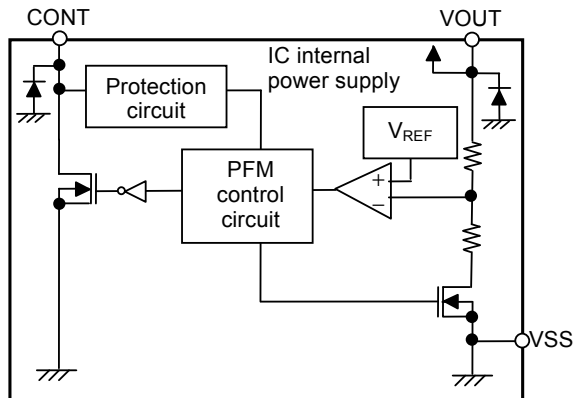 CONT
VOUT
IC internal
power supply
Protection
circuit
VREF
PFM
control
circuit
+
−
VSS